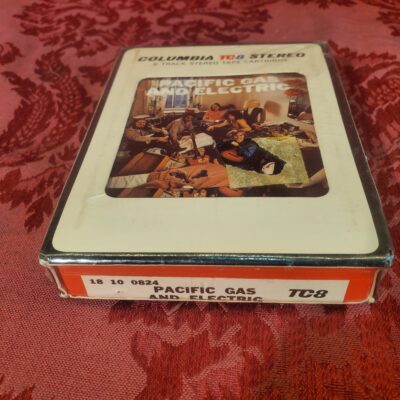 COLUMBIA TC8 STEREO
8 TRACK STEREO TAPE CARTRIDGE
PACIFIC GAS
AND ELECTRIC
18 10 0824
PACIFIC GAS
AND ELECTRIC
TC8